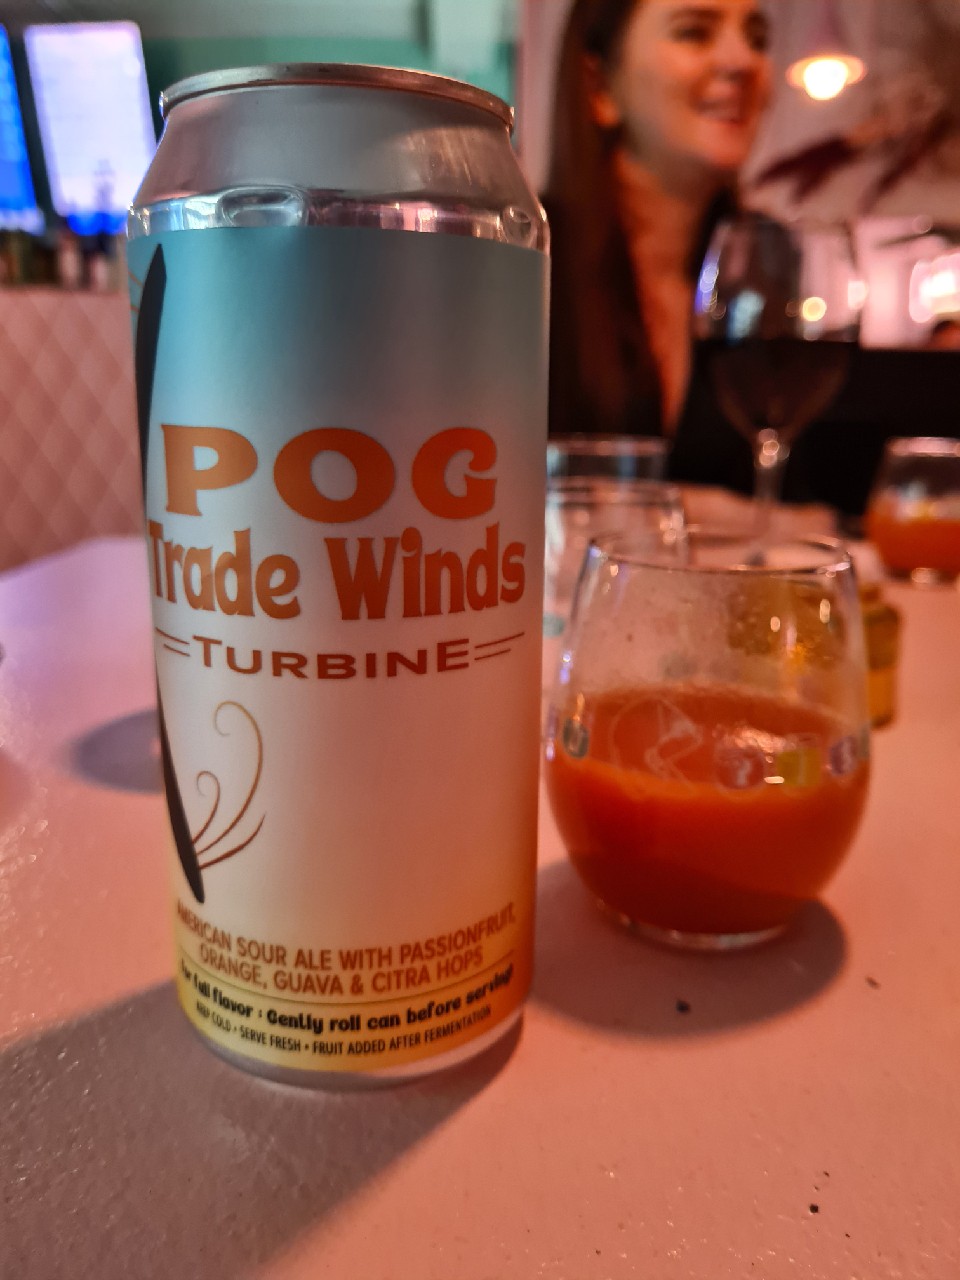 POG
Trade Winds
TURBINE
AMERICAN SOUR ALE WITH PASSIONFRUIT,
ORANGE, GUAVA & CITRA HOPS
For full flavor : Gently roll can before serving!
KEEP COLD • SERVE FRESH • FRUIT ADDED AFTER FERMENTATION